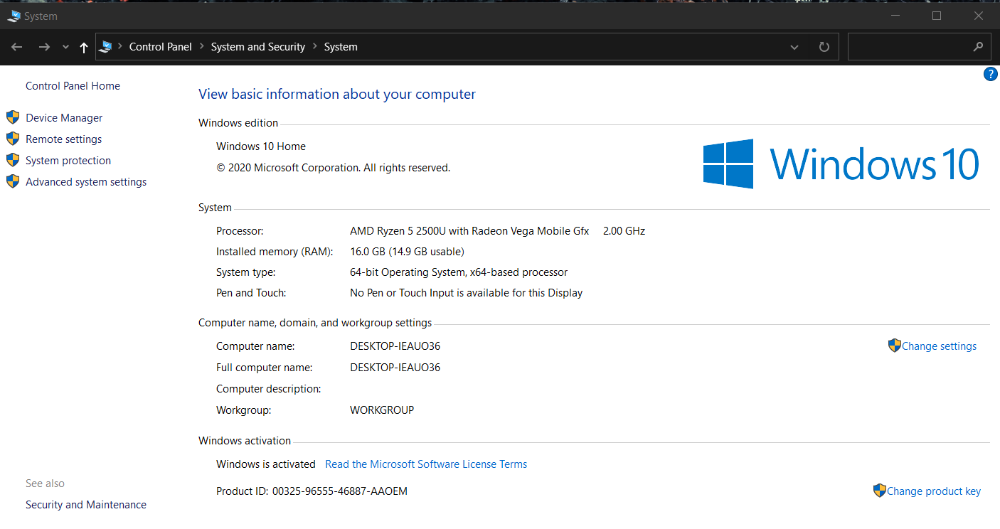 System
Control Panel > System and Security > System
?
Control Panel Home
Device Manager
Remote settings
System protection
Advanced system settings
See also
Security and Maintenance
View basic information about your computer
Windows edition
Windows 10 Home
© 2020 Microsoft Corporation. All rights reserved.
Windows 10
System
Processor: AMD Ryzen 5 2500U with Radeon Vega Mobile Gfx 2.00 GHz
Installed memory (RAM): 16.0 GB (14.9 GB usable)
System type: 64-bit Operating System, x64-based processor
Pen and Touch: No Pen or Touch Input is available for this Display
Computer name, domain, and workgroup settings
Computer name: DESKTOP-IEAUO36 Change settings
Full computer name: DESKTOP-IEAUO36
Computer description:
Workgroup: WORKGROUP
Windows activation
Windows is activated Read the Microsoft Software License Terms
Product ID: 00325-96555-46887-AAOEM Change product key